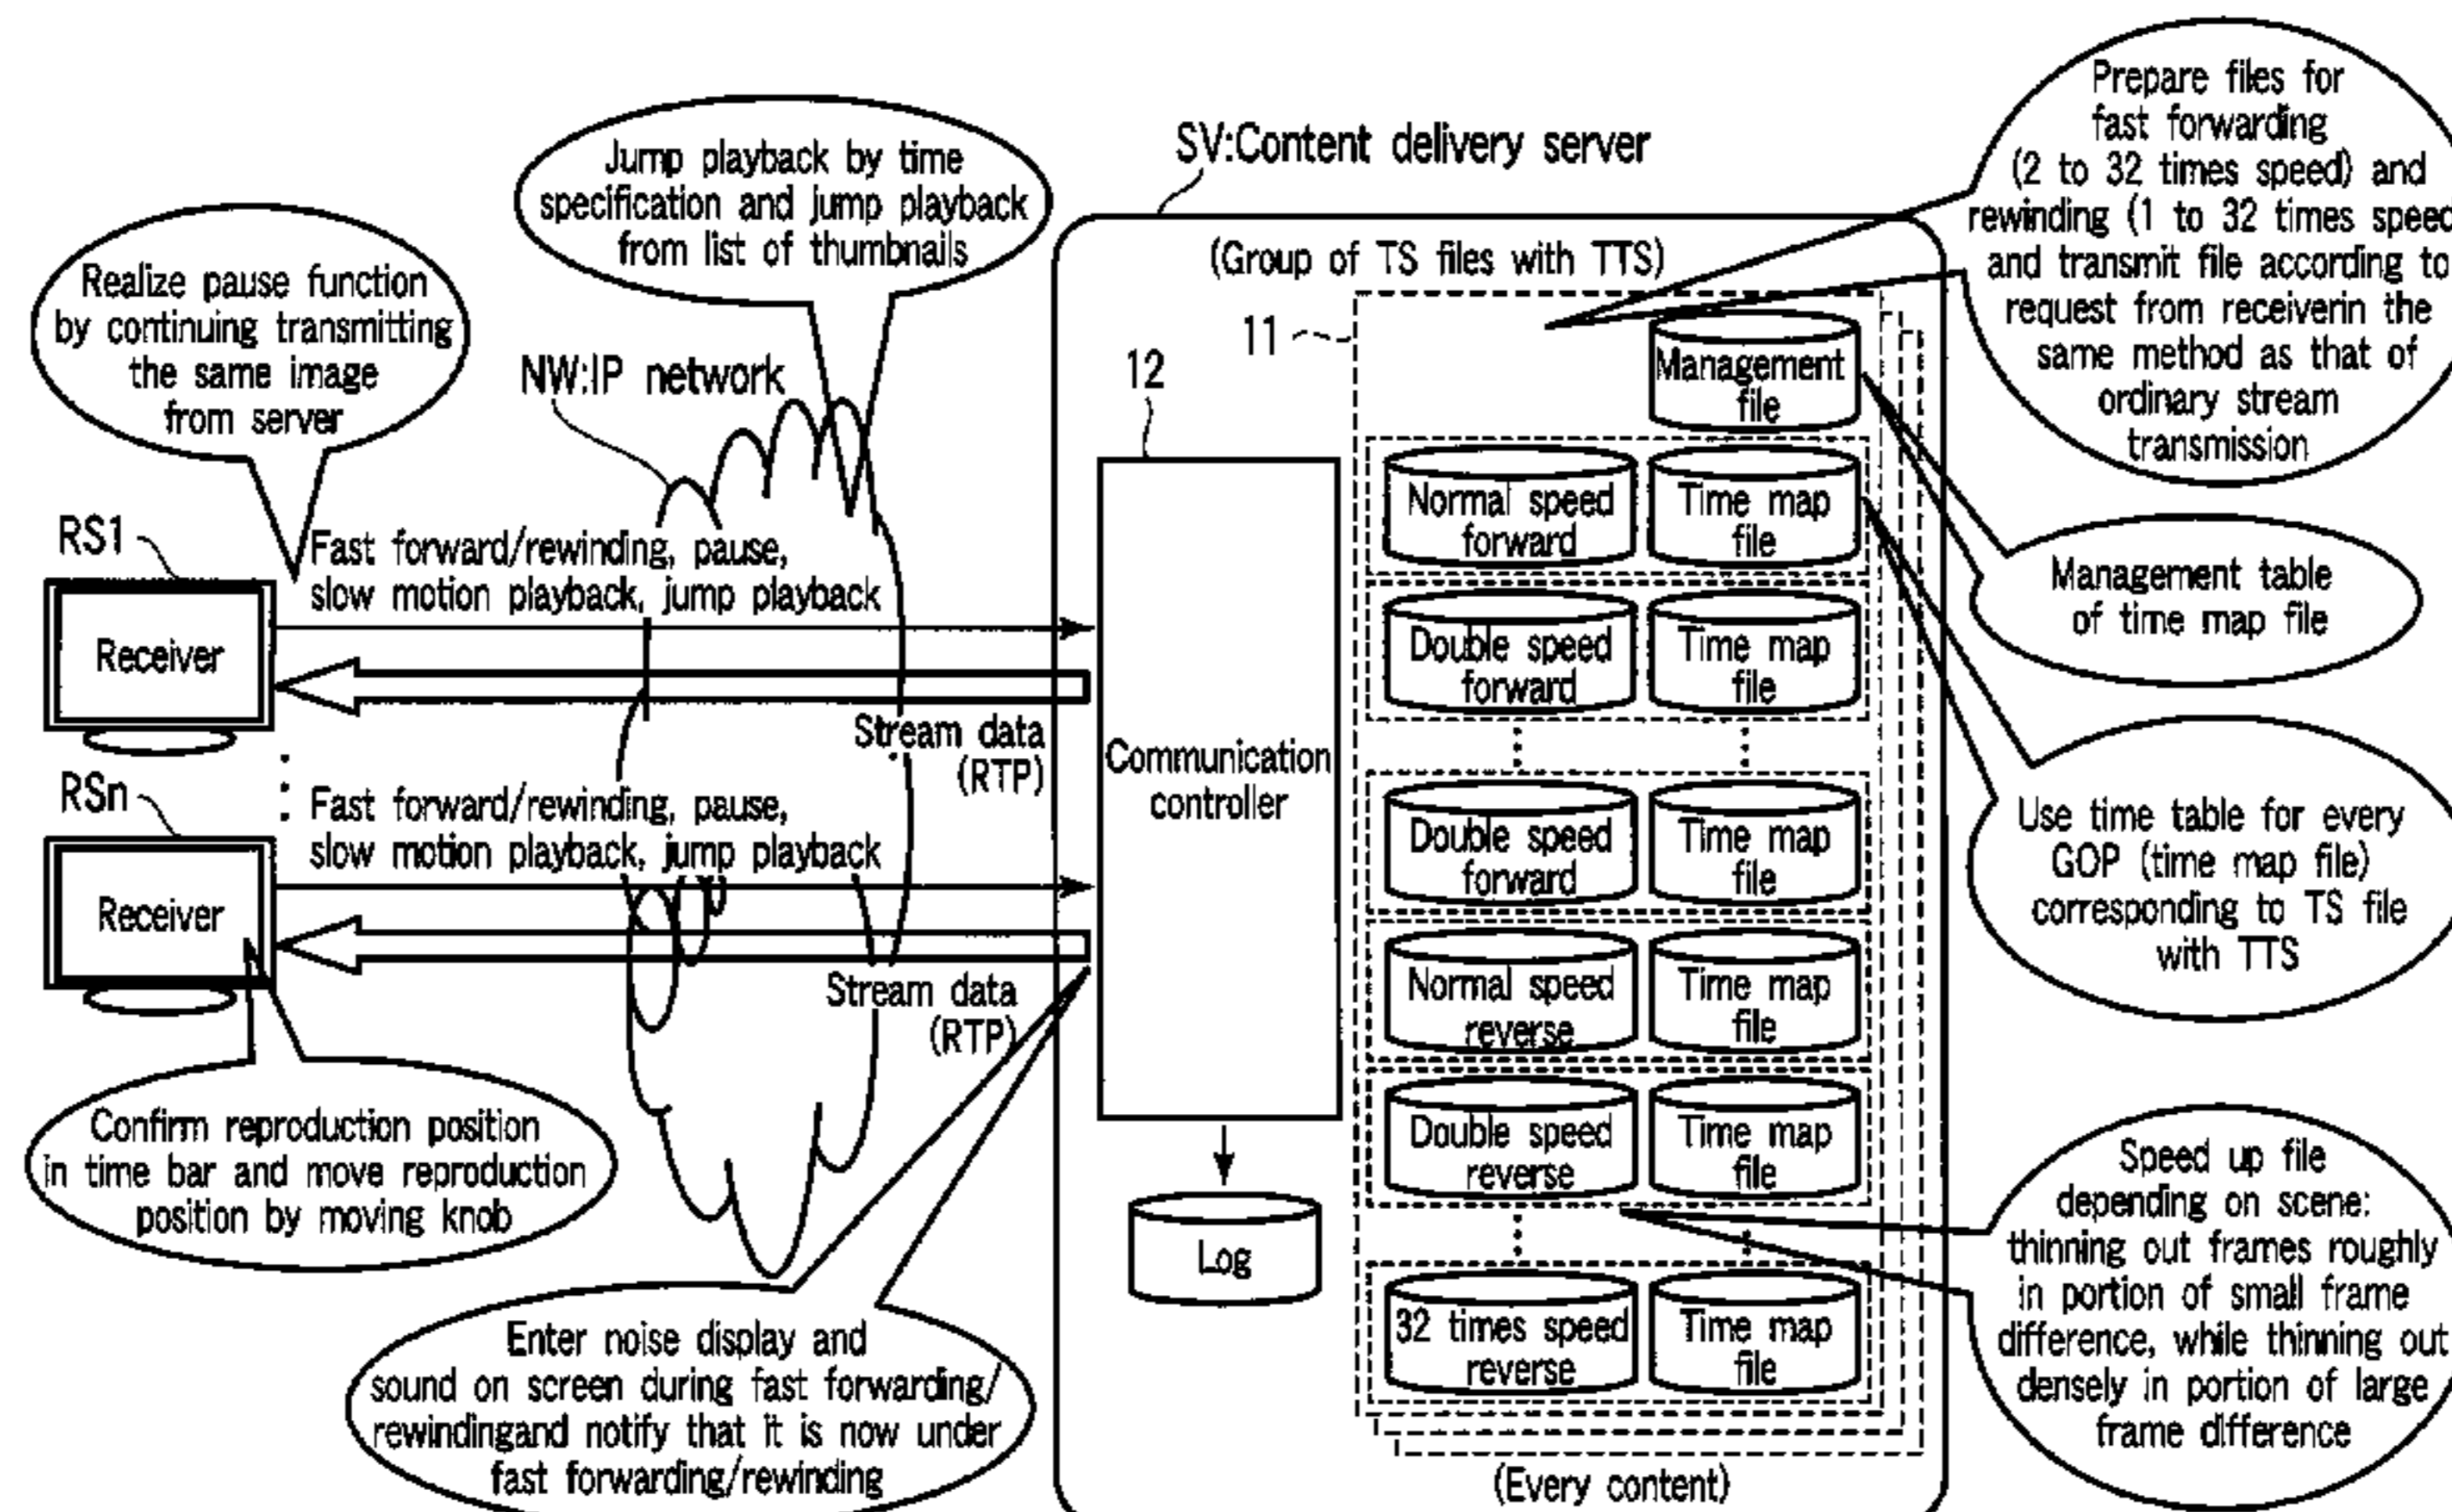 Prepare files for
fast forwarding
(2 to 32 times speed) and
rewinding (1 to 32 times speed
and transmit file according to
request from receiverin the
same method as that of
ordinary stream
transmission
SV:Content delivery server
Jump playback by time
specification and jump playback
from list of thumbnails
(Group of TS files with TTS)
Realize pause function
by continuing transmitting
the same image
from server
NW:IP network
11
12
Management
file
Normal speed
forward
Time map
file
RS1
Fast forward/rewinding, pause,
slow motion playback, jump playback
Management table
of time map file
Receiver
Double speed
forward
Time map
file
Stream data
(RTP)
Communication
controller
RSn
Fast forward/rewinding, pause,
slow motion playback, jump playback
Double speed
forward
Time map
file
Use time table for every
GOP (time map file)
corresponding to TS file
with TTS
Receiver
Stream data
(RTP)
Normal speed
reverse
Time map
file
Confirm reproduction position
in time bar and move reproduction
position by moving knob
Double speed
reverse
Time map
file
Speed up file
depending on scene:
thinning out frames roughly
in portion of small frame
difference, while thinning out
densely in portion of large
frame difference
Log
32 times speed
reverse
Time map
file
Enter noise display and
sound on screen during fast forwarding/
rewindingand notify that it is now under
fast forwarding/rewinding
(Every content)